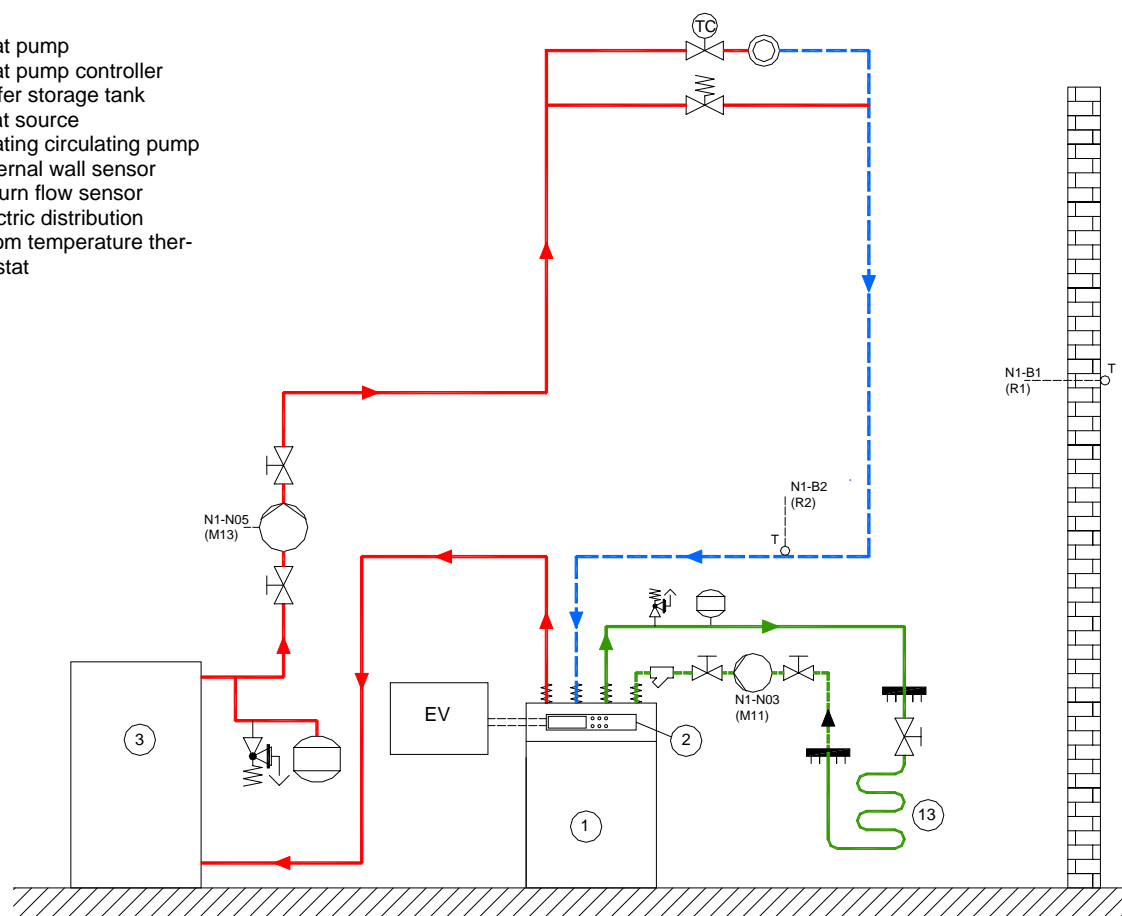 at pump
at pump controller
fer storage tank
at source
ating circulating pump
ernal wall sensor
urn flow sensor
ctric distribution
om temperature ther-
stat
TC
N1-B1
(R1)
T
N1-B2
(R2)
T
N1-N05
(M13)
N1-N03
(M11)
EV
2
3
1
13